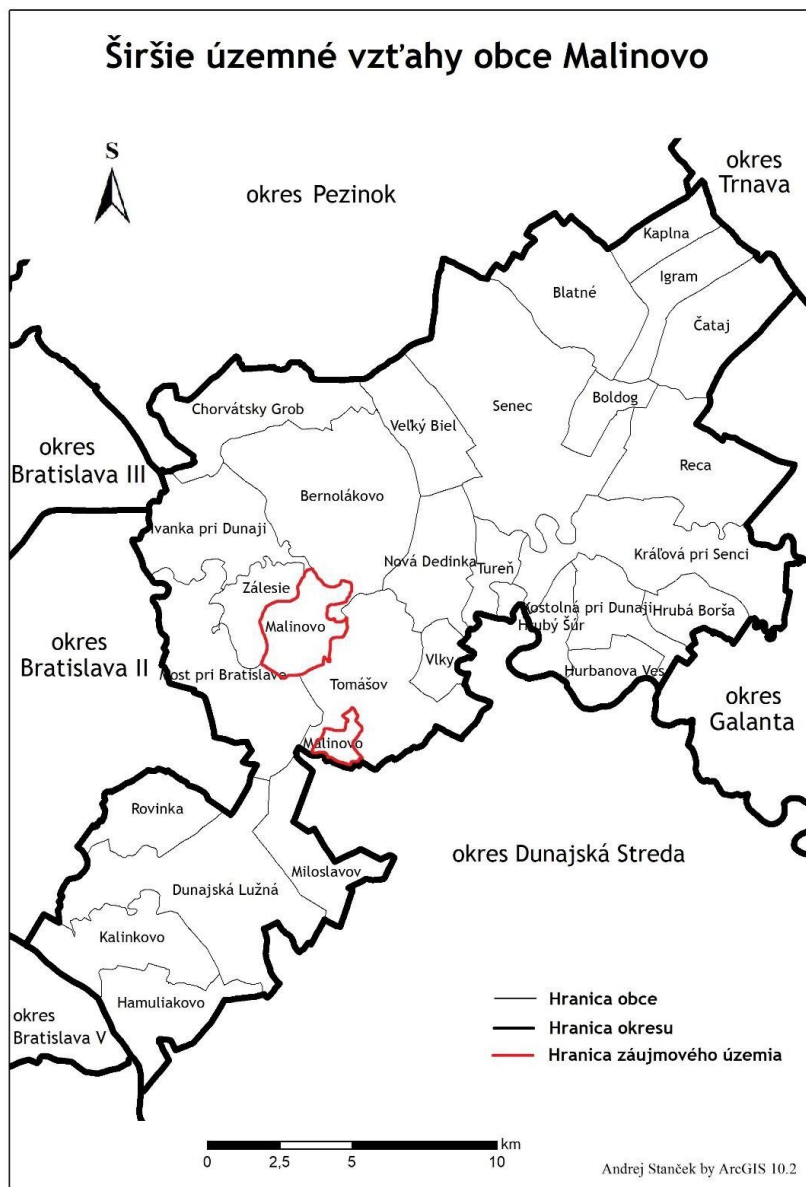 Širšie územné vzťahy obce Malinovo
S
okres Pezinok
okres
Trnava
Kaplna
Igram
Blatné
Čataj
Chorvátsky Grob
Veľký Biel
Senec
Boldog
okres
Bratislava III
Reca
Bernolákovo
Ivanka pri Dunaji
Nová Dedinka
Tureň
Kráľová pri Senci
Zálesie
Kostolná pri Dunaji
Hrubá Borša
Hrubý Šúr
Malinovo
okres
Bratislava II
Vlky
Most pri Bratislave
Hurbanova Ves
Tomášov
okres
Galanta
Malinovo
Rovinka
okres Dunajská Streda
Miloslavov
Dunajská Lužná
Kalinkovo
Hamuliakovo
okres
Bratislava V
Hranica obce
Hranica okresu
Hranica záujmového územia
km
0 2,5 5 10
Andrej Stanček by ArcGIS 10.2